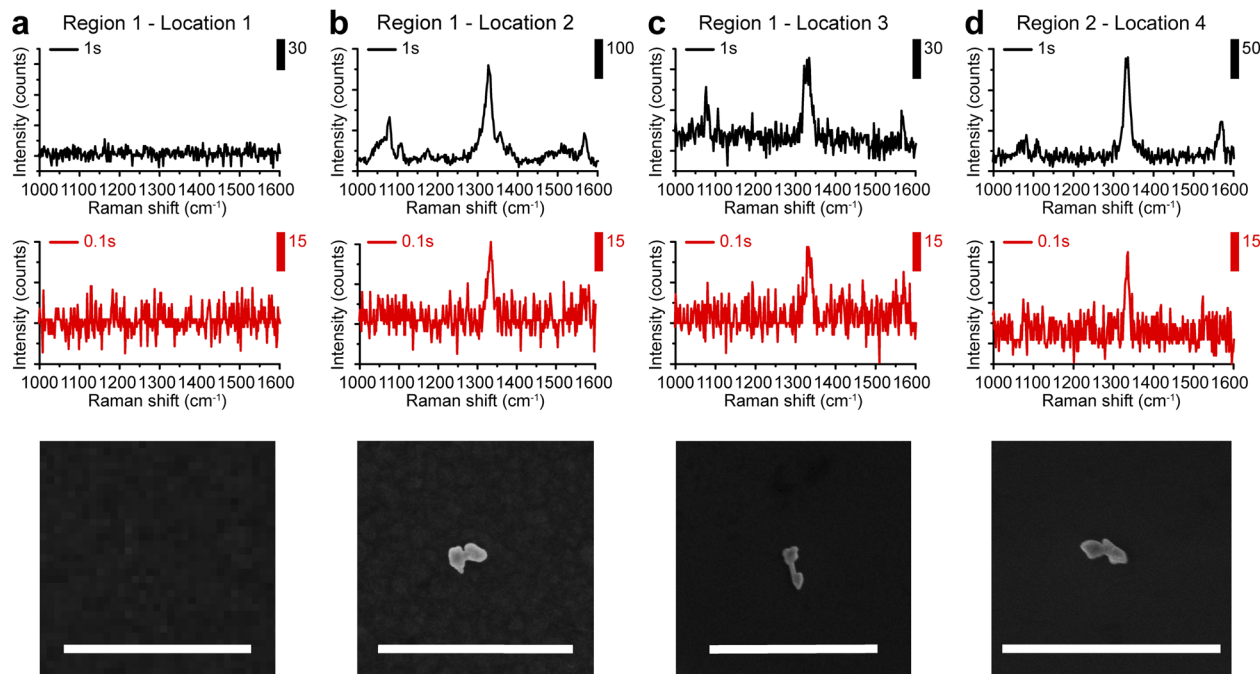 a Region 1 - Location 1
1s
30
Intensity (counts)
1000 1100 1200 1300 1400 1500 1600
Raman shift (cm⁻¹)
0.1s
15
Intensity (counts)
1000 1100 1200 1300 1400 1500 1600
Raman shift (cm⁻¹)
b Region 1 - Location 2
1s
100
Intensity (counts)
1000 1100 1200 1300 1400 1500 1600
Raman shift (cm⁻¹)
0.1s
15
Intensity (counts)
1000 1100 1200 1300 1400 1500 1600
Raman shift (cm⁻¹)
c Region 1 - Location 3
1s
30
Intensity (counts)
1000 1100 1200 1300 1400 1500 1600
Raman shift (cm⁻¹)
0.1s
15
Intensity (counts)
1000 1100 1200 1300 1400 1500 1600
Raman shift (cm⁻¹)
d Region 2 - Location 4
1s
50
Intensity (counts)
1000 1100 1200 1300 1400 1500 1600
Raman shift (cm⁻¹)
0.1s
15
Intensity (counts)
1000 1100 1200 1300 1400 1500 1600
Raman shift (cm⁻¹)